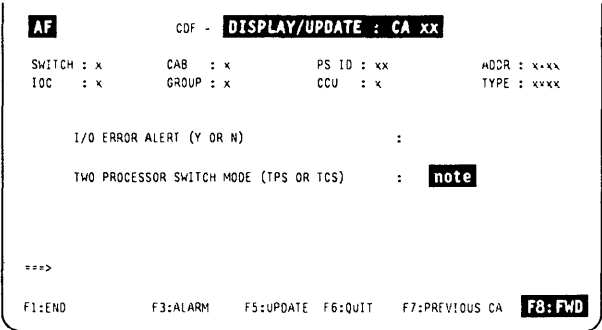 AF CDF - DISPLAY/UPDATE : CA xx
SWITCH : x CAB : x PS ID : xx ADDR : xxxx
IOC : x GROUP : x CCU : x TYPE : xxxx
I/O ERROR ALERT (Y OR N) :
TWO PROCESSOR SWITCH MODE (TPS OR TCS) : note
===>
F1:END F3:ALARM F5:UPDATE F6:QUIT F7:PREVIOUS CA F8:FWD